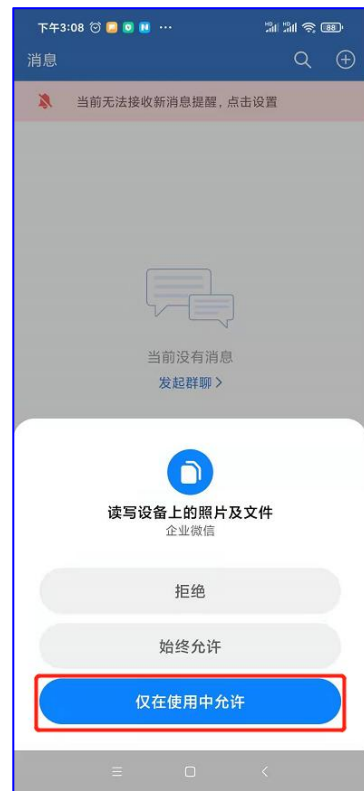 下午3:08 ···
88
消息
当前无法接收新消息提醒，点击设置
当前没有消息
发起群聊>
读写设备上的照片及文件
企业微信
拒绝
始终允许
仅在使用中允许